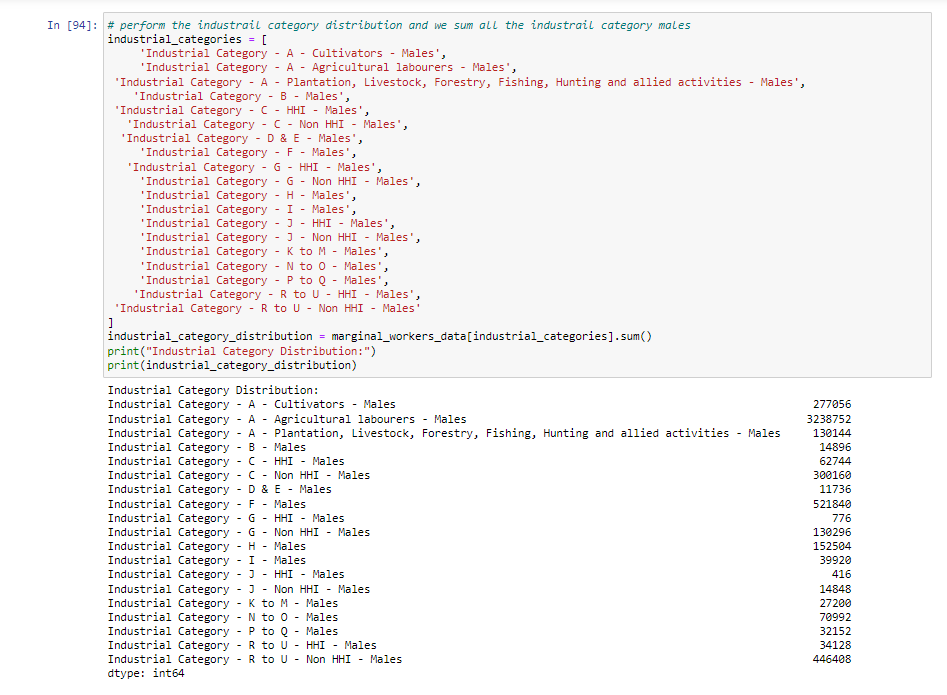 In [94]: # perform the industrail category distribution and we sum all the industrail category males
industrial_categories = [
'Industrial Category - A - Cultivators - Males',
'Industrial Category - A - Agricultural labourers - Males',
'Industrial Category - A - Plantation, Livestock, Forestry, Fishing, Hunting and allied activities - Males',
'Industrial Category - B - Males',
'Industrial Category - C - HHI - Males',
'Industrial Category - C - Non HHI - Males',
'Industrial Category - D & E - Males',
'Industrial Category - F - Males',
'Industrial Category - G - HHI - Males',
'Industrial Category - G - Non HHI - Males',
'Industrial Category - H - Males',
'Industrial Category - I - Males',
'Industrial Category - J - HHI - Males',
'Industrial Category - J - Non HHI - Males',
'Industrial Category - K to M - Males',
'Industrial Category - N to O - Males',
'Industrial Category - P to Q - Males',
'Industrial Category - R to U - HHI - Males',
'Industrial Category - R to U - Non HHI - Males'
]
industrial_category_distribution = marginal_workers_data[industrial_categories].sum()
print("Industrial Category Distribution:")
print(industrial_category_distribution)
Industrial Category Distribution:
Industrial Category - A - Cultivators - Males 277056
Industrial Category - A - Agricultural labourers - Males 3238752
Industrial Category - A - Plantation, Livestock, Forestry, Fishing, Hunting and allied activities - Males 130144
Industrial Category - B - Males 14896
Industrial Category - C - HHI - Males 62744
Industrial Category - C - Non HHI - Males 300160
Industrial Category - D & E - Males 11736
Industrial Category - F - Males 521840
Industrial Category - G - HHI - Males 776
Industrial Category - G - Non HHI - Males 130296
Industrial Category - H - Males 152504
Industrial Category - I - Males 39920
Industrial Category - J - HHI - Males 416
Industrial Category - J - Non HHI - Males 14848
Industrial Category - K to M - Males 27200
Industrial Category - N to O - Males 70992
Industrial Category - P to Q - Males 32152
Industrial Category - R to U - HHI - Males 34128
Industrial Category - R to U - Non HHI - Males 446408
dtype: int64